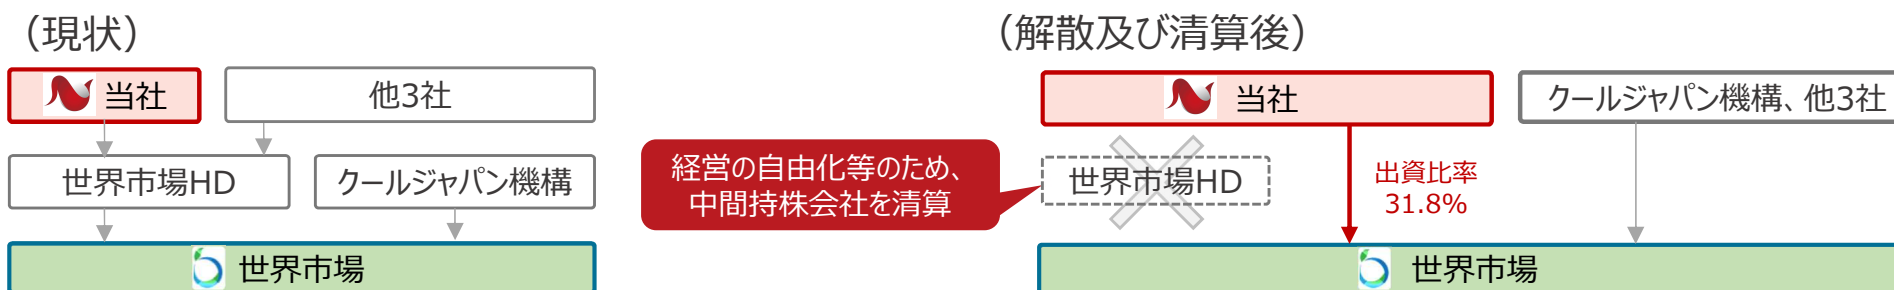 （現状）
当社
他3社
世界市場HD
クールジャパン機構
世界市場
（解散及び清算後）
当社
クールジャパン機構、他3社
経営の自由化等のため、
中間持株会社を清算
世界市場HD
出資比率
31.8%
世界市場